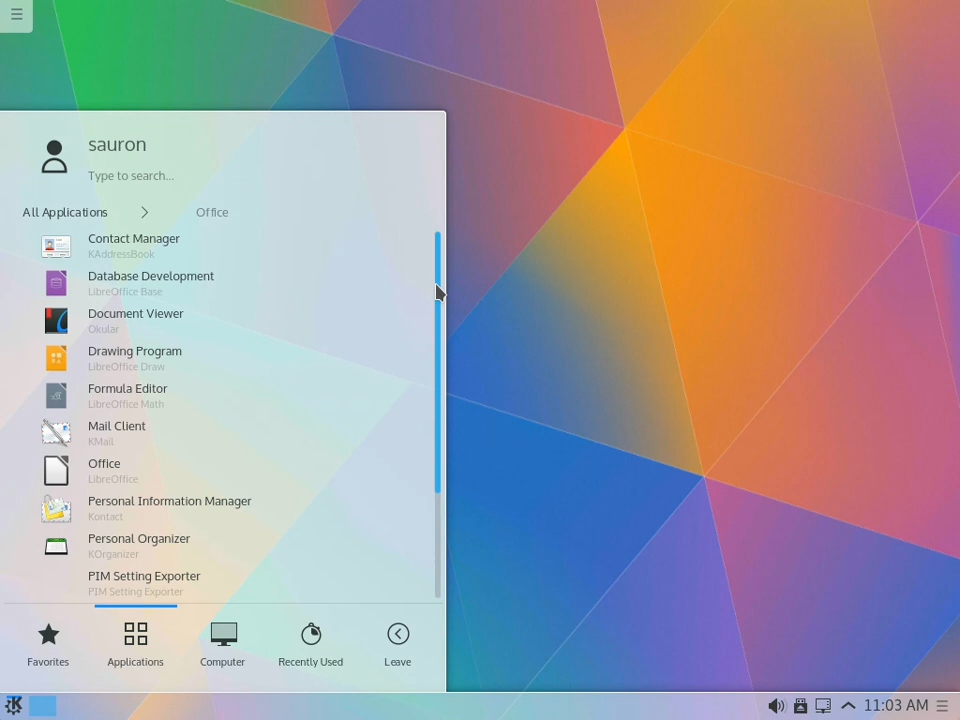 sauron
Type to search...
All Applications
Office
Contact Manager
KAddressBook
Database Development
LibreOffice Base
Document Viewer
Okular
Drawing Program
LibreOffice Draw
Formula Editor
LibreOffice Math
Mail Client
KMail
Office
LibreOffice
Personal Information Manager
Kontact
Personal Organizer
KOrganizer
PIM Setting Exporter
PIM Setting Exporter
Favorites
Applications
Computer
Recently Used
Leave
11:03 AM